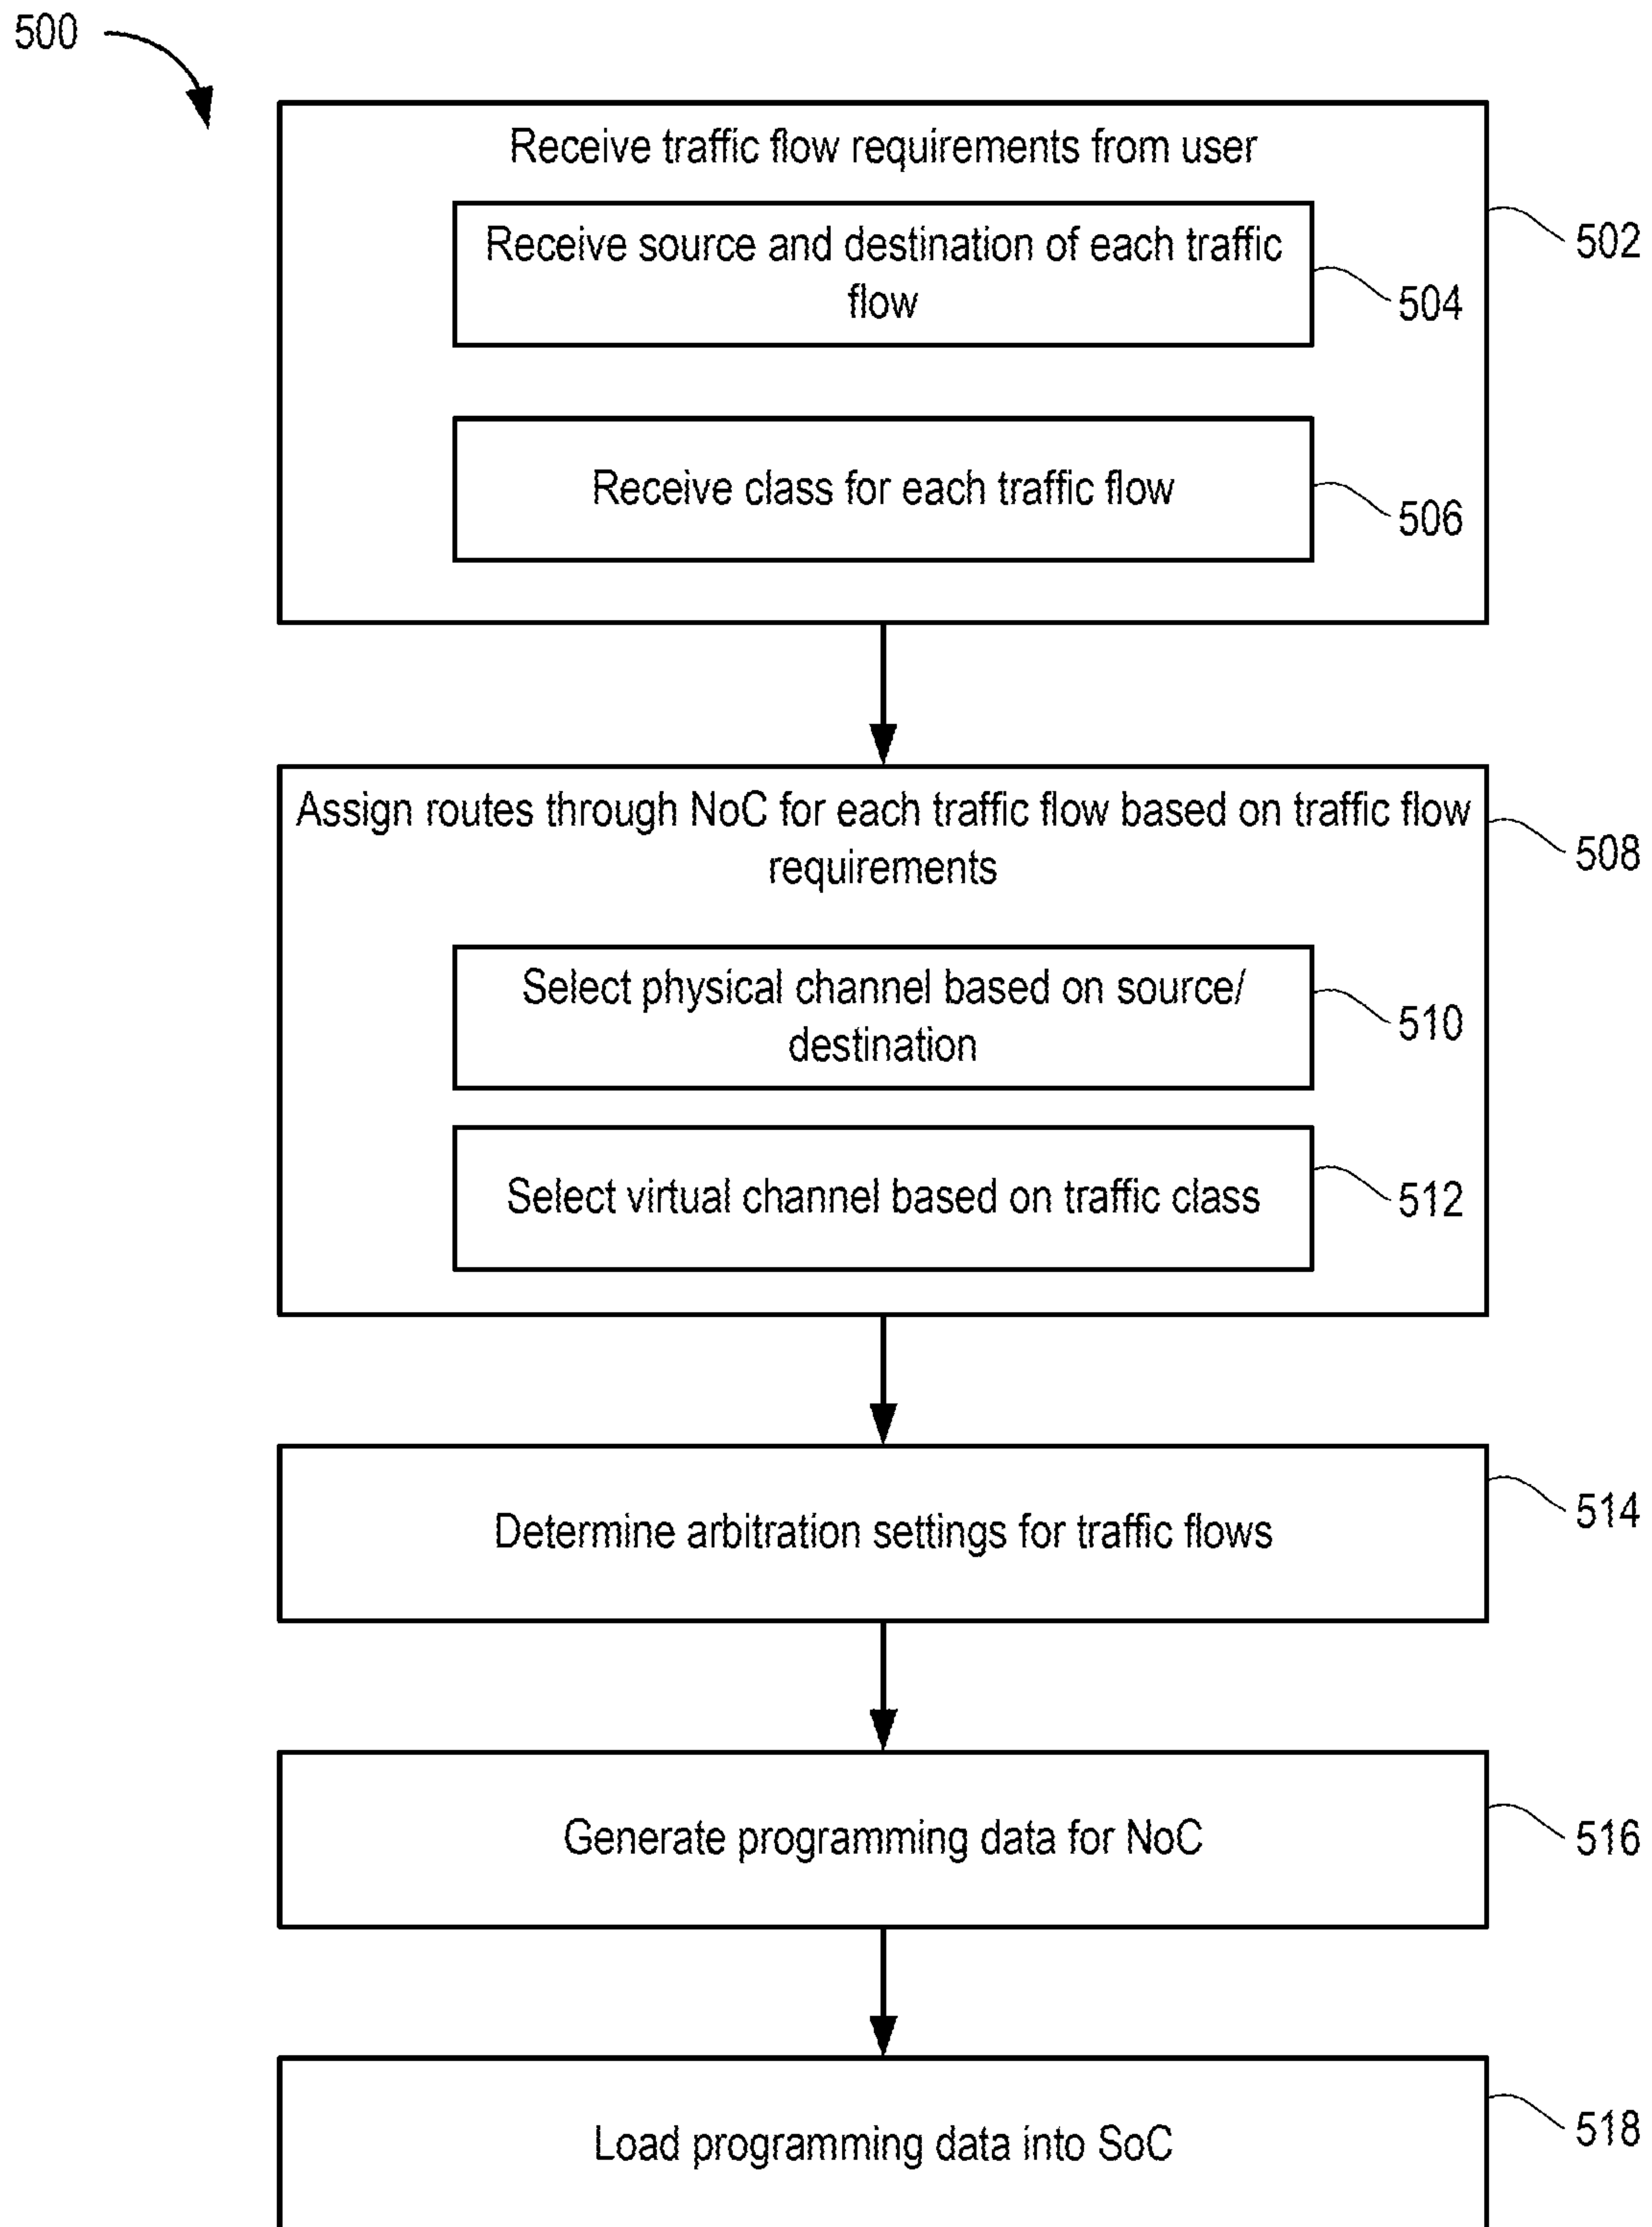 500
Receive traffic flow requirements from user
502
Receive source and destination of each traffic
flow
504
Receive class for each traffic flow
506
Assign routes through NoC for each traffic flow based on traffic flow
requirements
508
Select physical channel based on source/
destination
510
Select virtual channel based on traffic class
512
Determine arbitration settings for traffic flows
514
Generate programming data for NoC
516
Load programming data into SoC
518